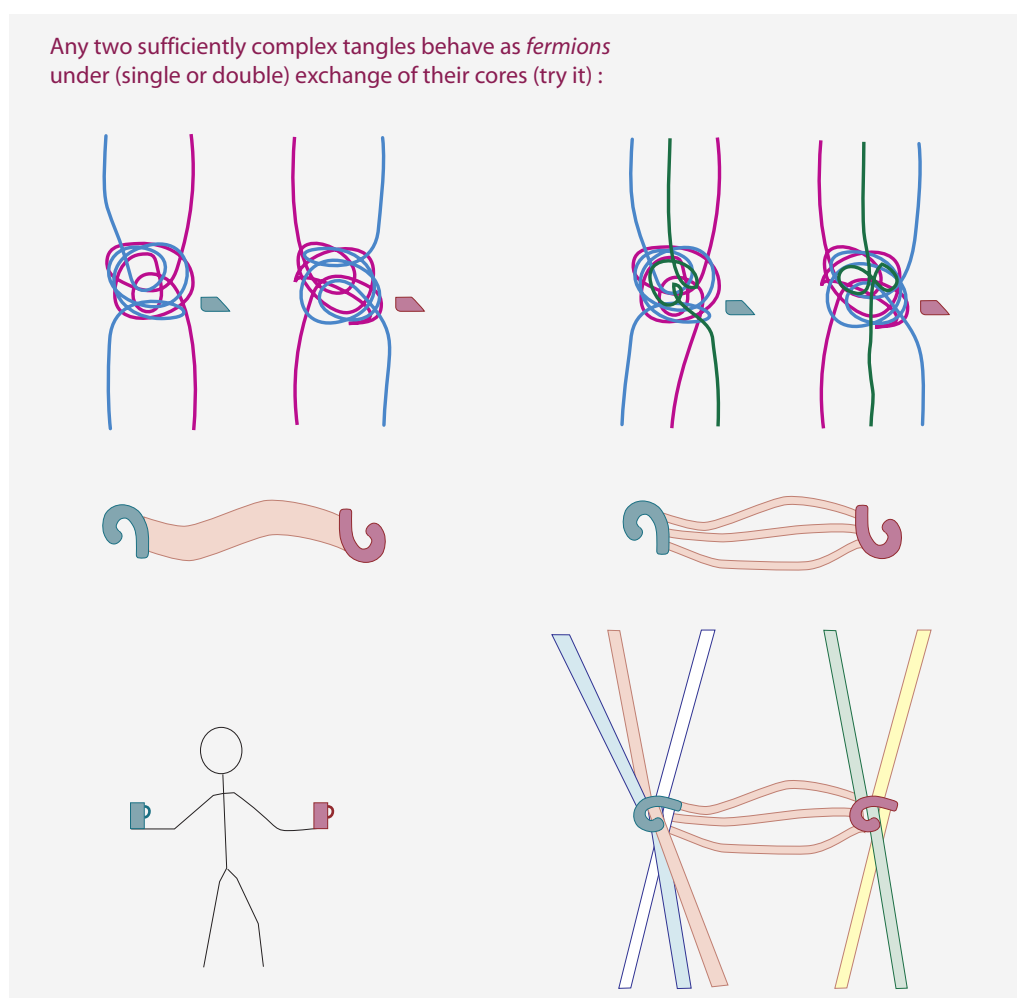 Any two sufficiently complex tangles behave as fermions
under (single or double) exchange of their cores (try it) :